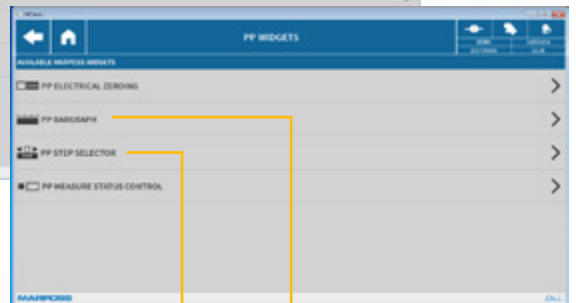 PP WIDGETS
AVAILABLE MARPOSS WIDGETS
PP ELECTRICAL ZEROING
PP BARGRAPH
PP STEP SELECTOR
PP MEASURE STATUS CONTROL
MARPOSS